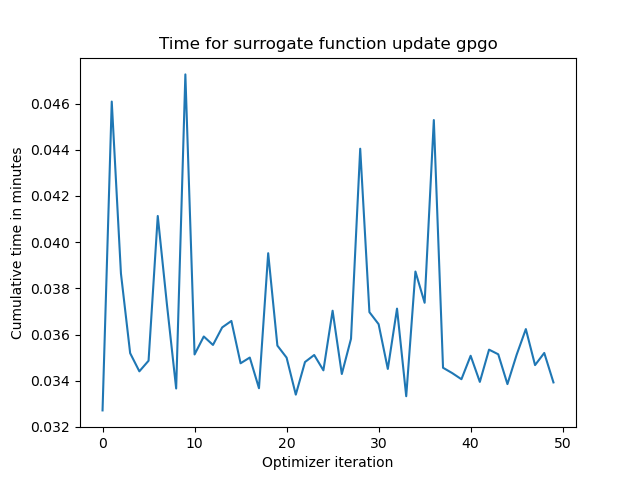 Time for surrogate function update gpgo
Cumulative time in minutes
0.046
0.044
0.042
0.040
0.038
0.036
0.034
0.032
0 10 20 30 40 50
Optimizer iteration